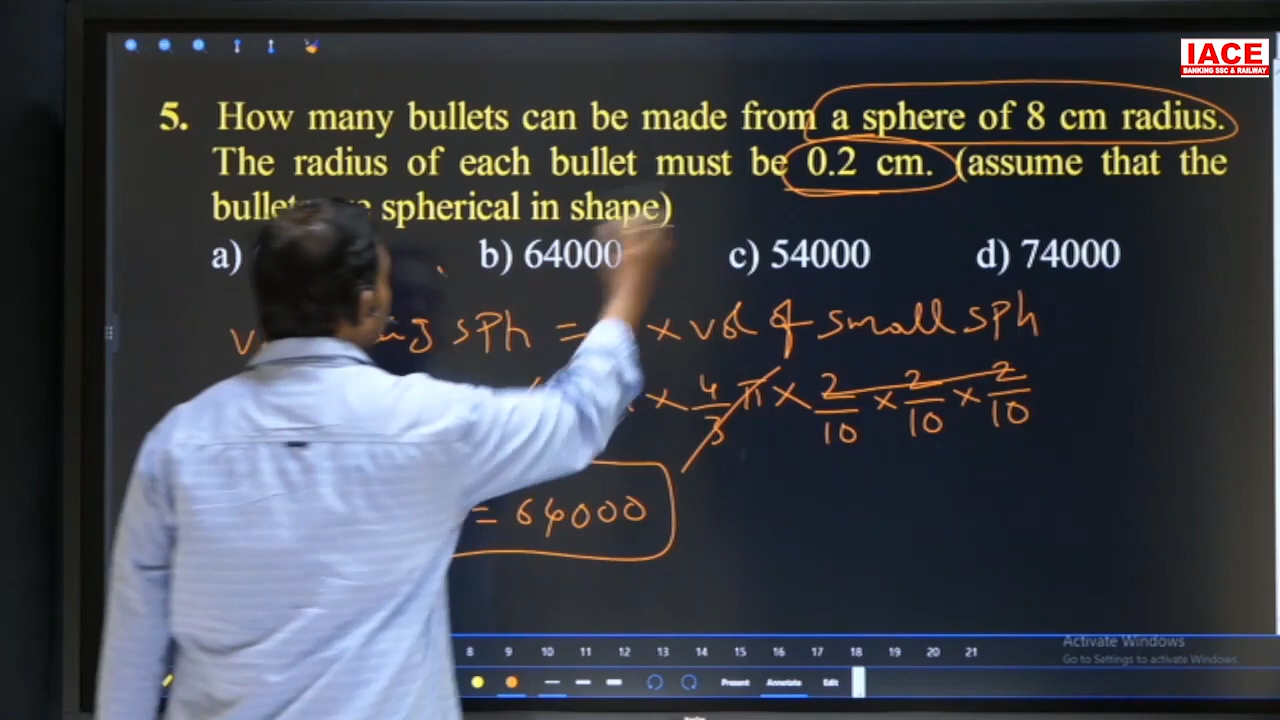 IACE
BANKING SSC & RAILWAY
5. How many bullets can be made from a sphere of 8 cm radius.
The radius of each bullet must be 0.2 cm. (assume that the
spherical in shape)
a) b) 64000 c) 54000 d) 74000
sph = x vol of small sph
x 4/3 π x 2/10 x 2/10 x 2/10
= 64000
8 9 10 11 12 13 14 15 16 17 18 19 20 21
Present Annotate Edit
Activate Windows
Go to Settings to activate Windows.